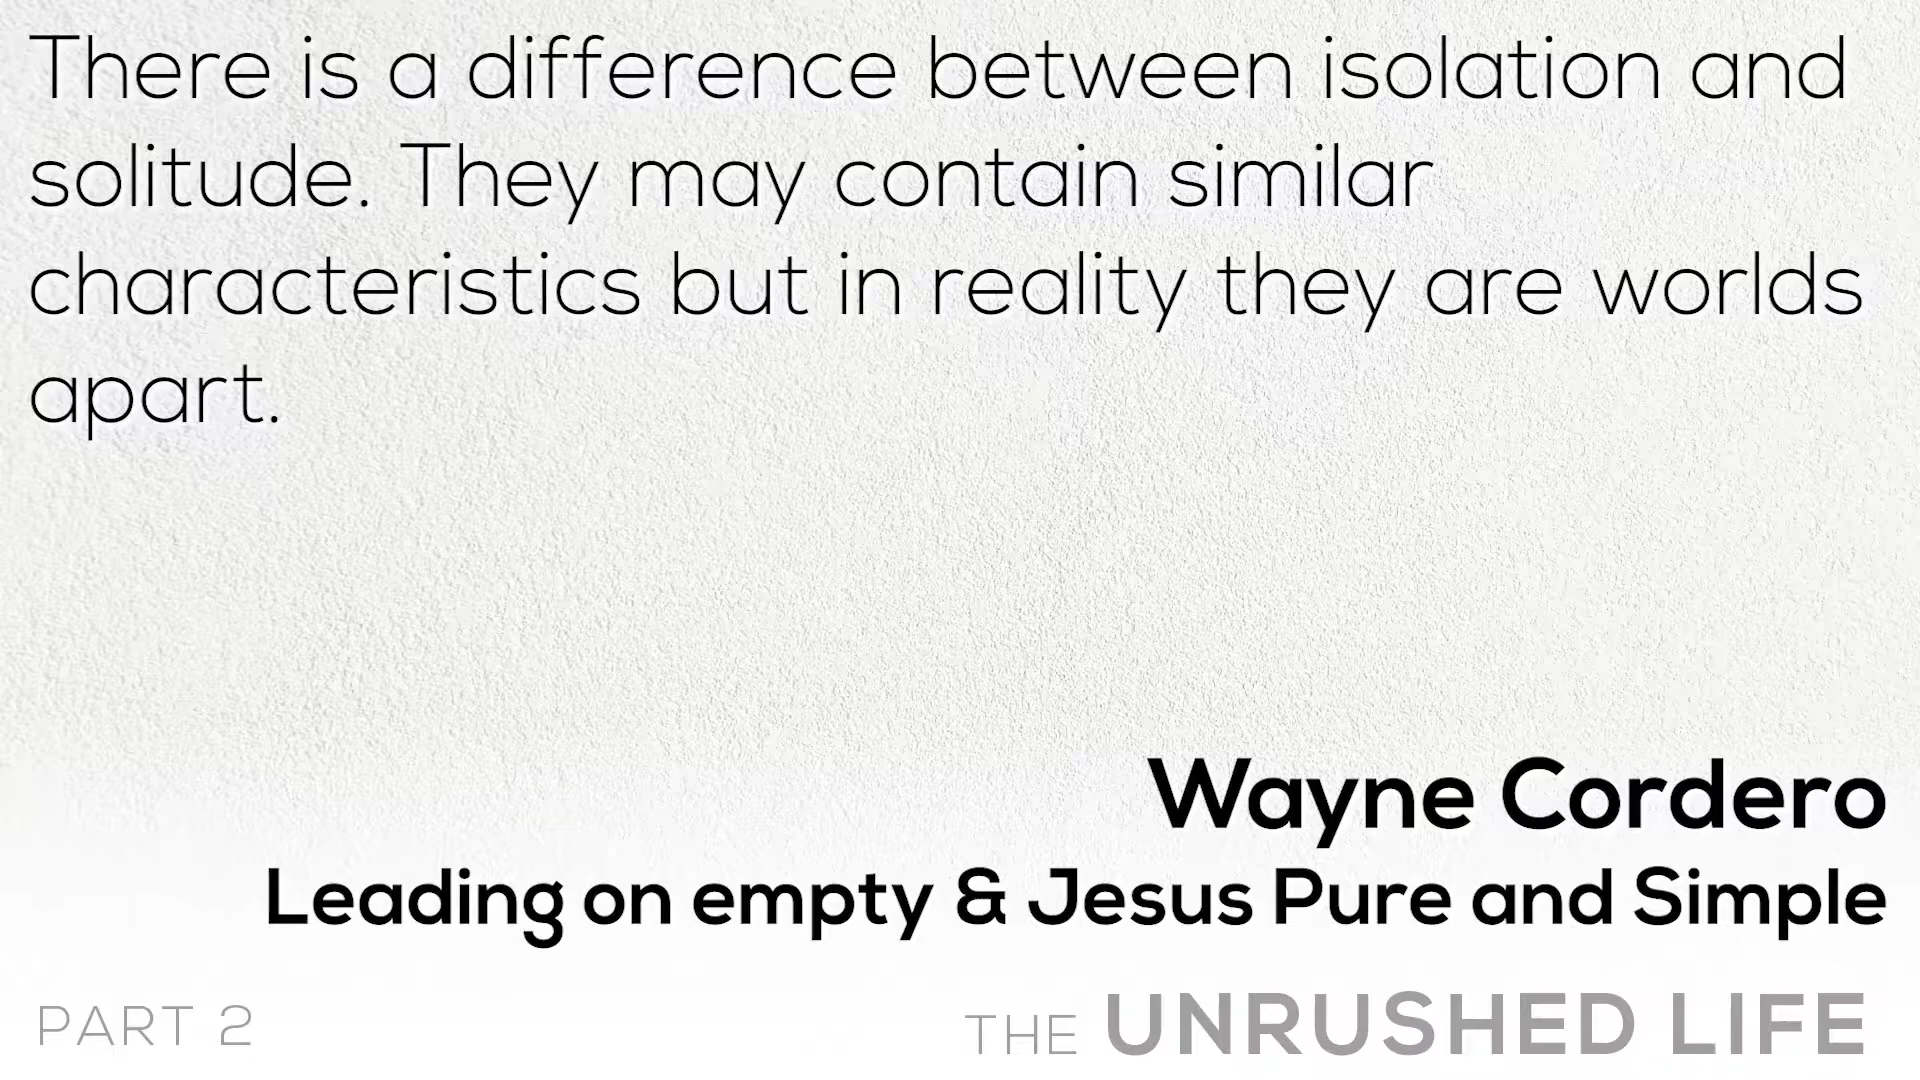 There is a difference between isolation and
solitude. They may contain similar
characteristics but in reality they are worlds
apart.
Wayne Cordero
Leading on empty & Jesus Pure and Simple
PART 2
THE UNRUSHED LIFE